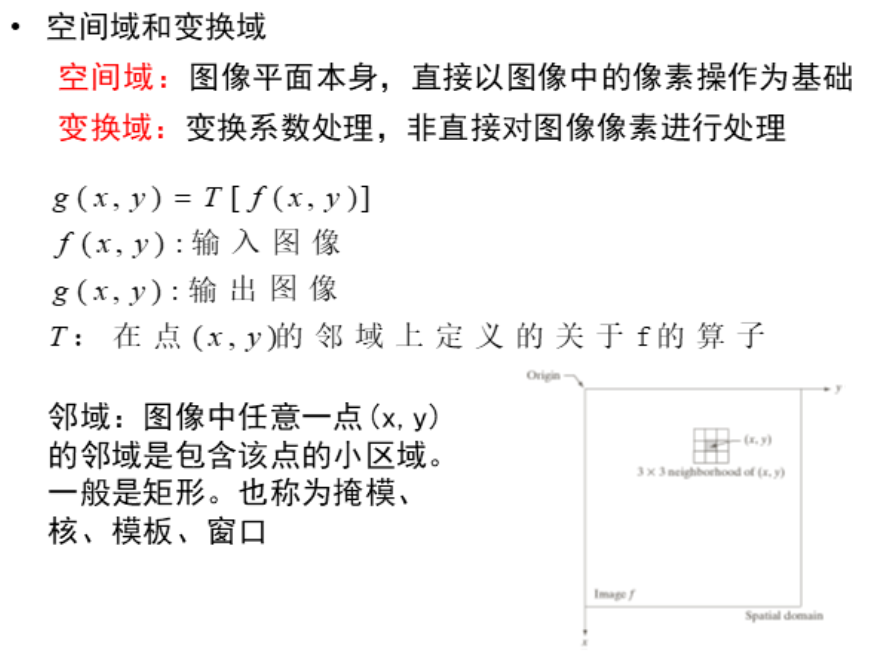 • 空间域和变换域
空间域：图像平面本身，直接以图像中的像素操作为基础
变换域：变换系数处理，非直接对图像像素进行处理
g(x, y) = T[f(x, y)]
f(x, y):输入图像
g(x, y):输出图像
T：在点(x, y)的邻域上定义的关于f的算子
邻域：图像中任意一点(x,y)
的邻域是包含该点的小区域。
一般是矩形。也称为掩模、
核、模板、窗口
Origin
y
(x, y)
3 × 3 neighborhood of (x, y)
Image f
Spatial domain
x